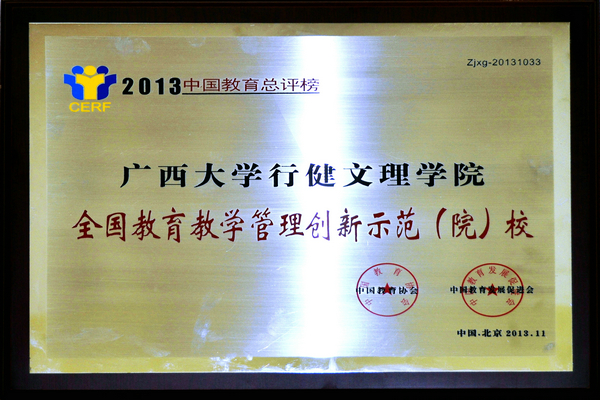 Zjxg-20131033
CERF
2013中国教育总评榜
广西大学行健文理学院
全国教育教学管理创新示范（院）校
中国教育协会
中国教育发展促进会
中国·北京 2013.11